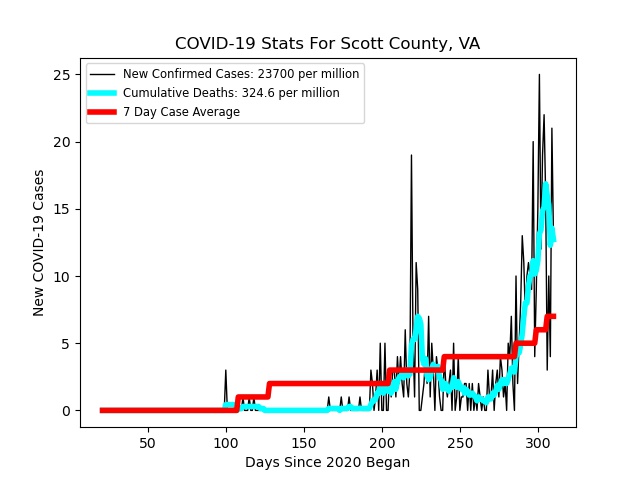 COVID-19 Stats For Scott County, VA
New Confirmed Cases: 23700 per million
Cumulative Deaths: 324.6 per million
7 Day Case Average
25
20
15
10
5
0
New COVID-19 Cases
50 100 150 200 250 300
Days Since 2020 Began